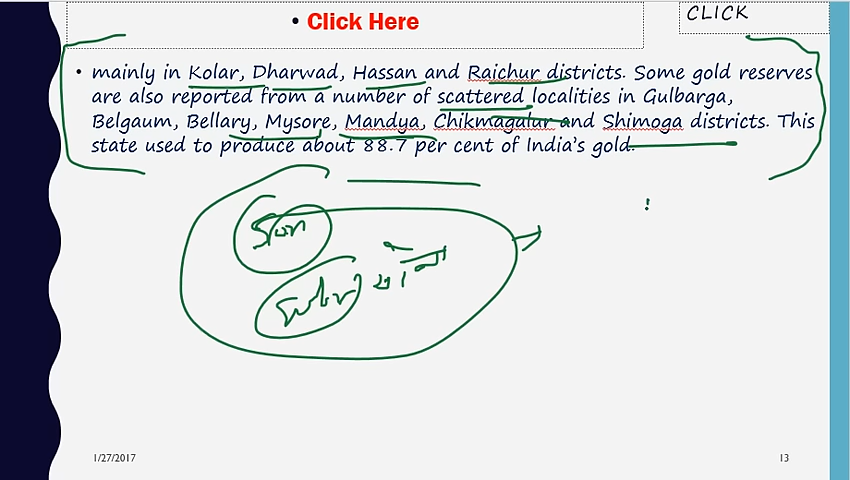 • Click Here
CLICK
• mainly in Kolar, Dharwad, Hassan and Raichur districts. Some gold reserves
are also reported from a number of scattered localities in Gulbarga,
Belgaum, Bellary, Mysore, Mandya, Chikmagalur and Shimoga districts. This
state used to produce about 88.7 per cent of India's gold.
1/27/2017
13